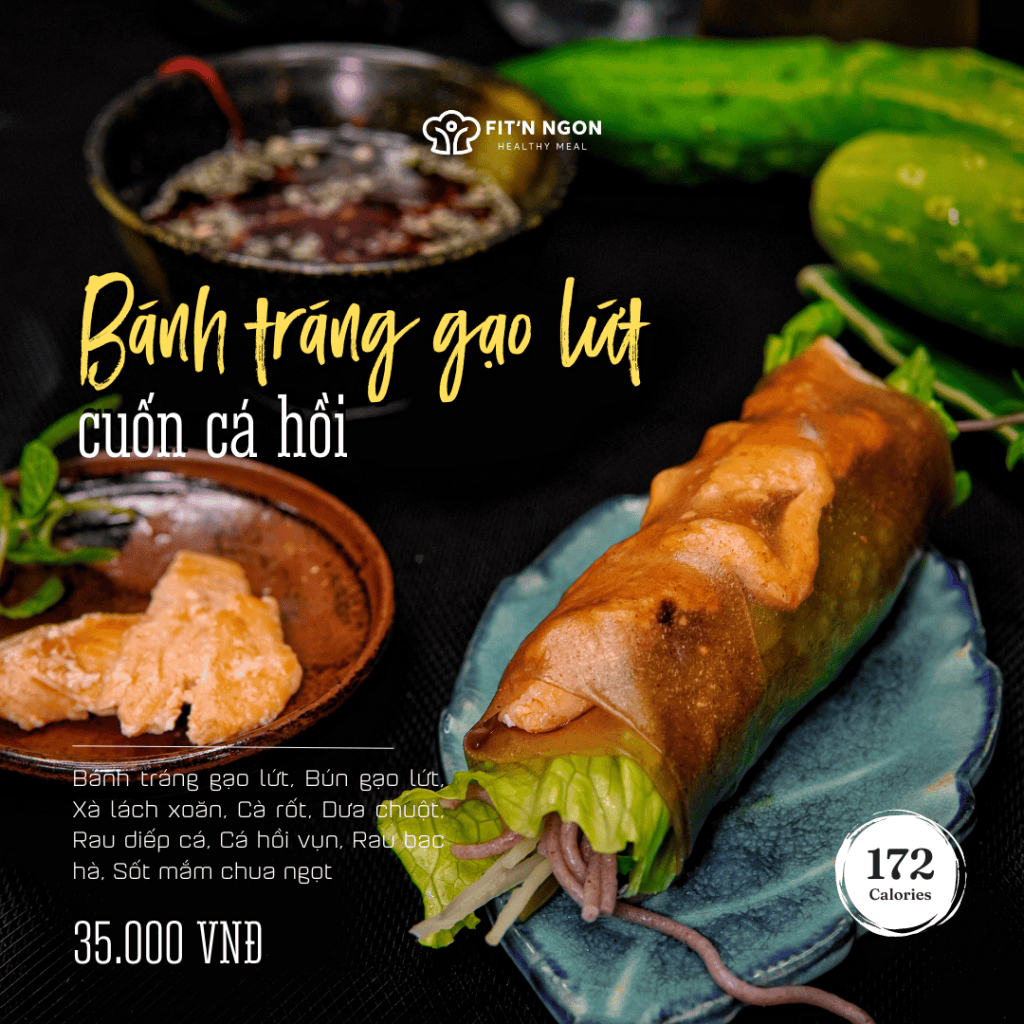 FIT'N NGON
HEALTHY MEAL
Bánh tráng gạo lứt
cuốn cá hồi
Bánh tráng gạo lứt, Bún gạo lứt,
Xà lách xoăn, Cà rốt, Dưa chuột,
Rau diếp cá, Cá hồi vụn, Rau bạc
hà, Sốt mắm chua ngọt
35.000 VNĐ
172
Calories